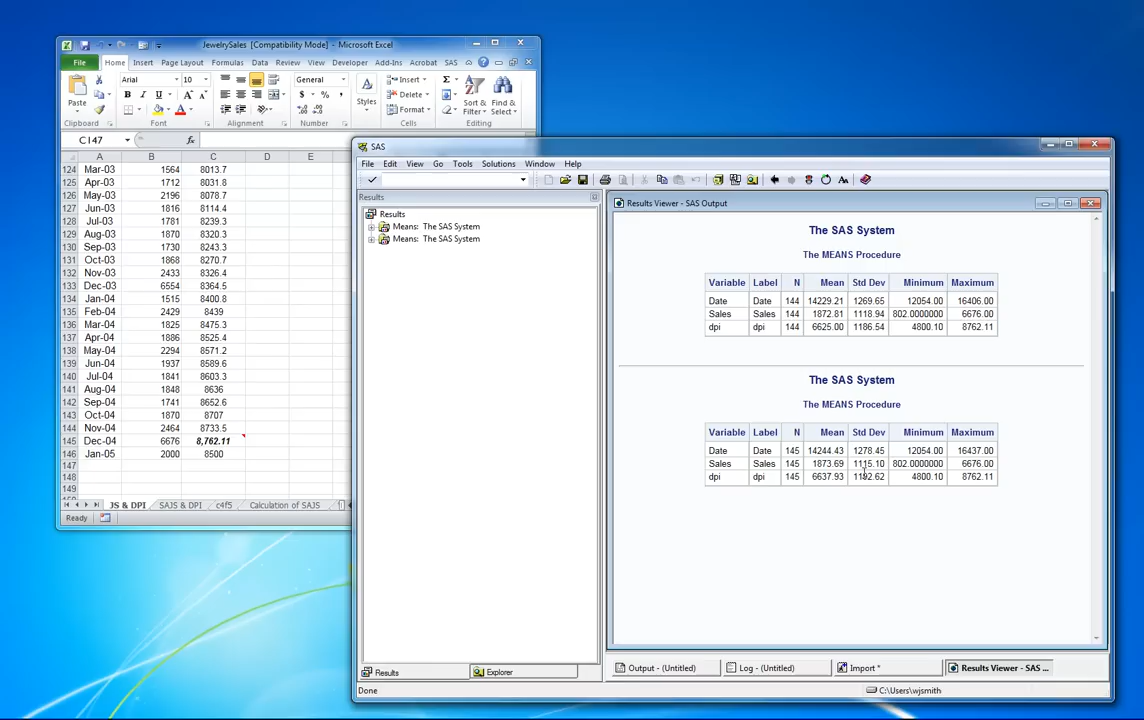 JewelrySales [Compatibility Mode] - Microsoft Excel
File Home Insert Page Layout Formulas Data Review View Developer Add-Ins Acrobat SAS
Paste
Arial 10
General
Styles
Insert
Delete
Format
Sort & Filter
Find & Select
Clipboard Font Alignment Number Cells Editing
C147 fx
A B C D E
124 Mar-03 1564 8013.7
125 Apr-03 1712 8031.8
126 May-03 2196 8078.7
127 Jun-03 1816 8114.4
128 Jul-03 1781 8239.3
129 Aug-03 1870 8320.3
130 Sep-03 1730 8243.3
131 Oct-03 1868 8270.7
132 Nov-03 2433 8326.4
133 Dec-03 6554 8364.5
134 Jan-04 1515 8400.8
135 Feb-04 2429 8439
136 Mar-04 1825 8475.3
137 Apr-04 1886 8525.4
138 May-04 2294 8571.2
139 Jun-04 1937 8589.6
140 Jul-04 1841 8603.3
141 Aug-04 1848 8636
142 Sep-04 1741 8652.6
143 Oct-04 1870 8707
144 Nov-04 2464 8733.5
145 Dec-04 6676 8,762.11
146 Jan-05 2000 8500
147
148
149
JS & DPI SAJS & DPI c4f5 Calculation of SAJS
Ready
SAS
File Edit View Go Tools Solutions Window Help
Results
Results
Means: The SAS System
Means: The SAS System
Results Explorer
Results Viewer - SAS Output
The SAS System
The MEANS Procedure
Variable Label N Mean Std Dev Minimum Maximum
Date Date 144 14229.21 1269.65 12054.00 16406.00
Sales Sales 144 1872.81 1118.94 802.0000000 6676.00
dpi dpi 144 6625.00 1186.54 4800.10 8762.11
The SAS System
The MEANS Procedure
Variable Label N Mean Std Dev Minimum Maximum
Date Date 145 14244.43 1278.45 12054.00 16437.00
Sales Sales 145 1873.69 1115.10 802.0000000 6676.00
dpi dpi 145 6637.93 1192.62 4800.10 8762.11
Output - (Untitled) Log - (Untitled) Import * Results Viewer - SAS ...
Done C:\Users\wjsmith